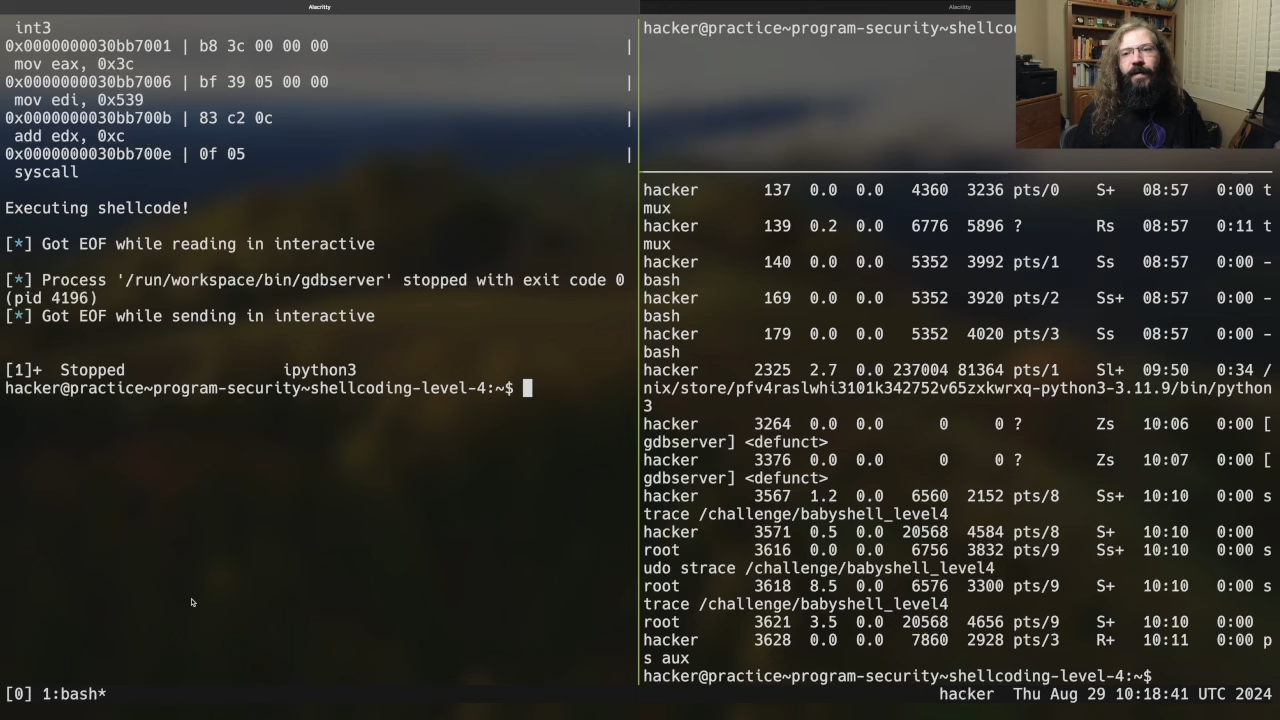 Alacritty
Alacritty
int3
0x0000000030bb7001 | b8 3c 00 00 00 |
mov eax, 0x3c
0x0000000030bb7006 | bf 39 05 00 00 |
mov edi, 0x539
0x0000000030bb700b | 83 c2 0c |
add edx, 0xc
0x0000000030bb700e | 0f 05 |
syscall
Executing shellcode!
[*] Got EOF while reading in interactive
[*] Process '/run/workspace/bin/gdbserver' stopped with exit code 0
(pid 4196)
[*] Got EOF while sending in interactive
[1]+  Stopped                 ipython3
hacker@practice~program-security~shellcoding-level-4:~$
hacker@practice~program-security~shellco
hacker 137 0.0 0.0 4360 3236 pts/0 S+ 08:57 0:00 t
mux
hacker 139 0.2 0.0 6776 5896 ? Rs 08:57 0:11 t
mux
hacker 140 0.0 0.0 5352 3992 pts/1 Ss 08:57 0:00 -
bash
hacker 169 0.0 0.0 5352 3920 pts/2 Ss+ 08:57 0:00 -
bash
hacker 179 0.0 0.0 5352 4020 pts/3 Ss 08:57 0:00 -
bash
hacker 2325 2.7 0.0 237004 81364 pts/1 Sl+ 09:50 0:34 /
nix/store/pfv4raslwhi3101k342752v65zxkwrxq-python3-3.11.9/bin/python
3
hacker 3264 0.0 0.0 0 0 ? Zs 10:06 0:00 [
gdbserver] <defunct>
hacker 3376 0.0 0.0 0 0 ? Zs 10:07 0:00 [
gdbserver] <defunct>
hacker 3567 1.2 0.0 6560 2152 pts/8 Ss+ 10:10 0:00 s
trace /challenge/babyshell_level4
hacker 3571 0.5 0.0 20568 4584 pts/8 S+ 10:10 0:00
root 3616 0.0 0.0 6756 3832 pts/9 Ss+ 10:10 0:00 s
udo strace /challenge/babyshell_level4
root 3618 8.5 0.0 6576 3300 pts/9 S+ 10:10 0:00 s
trace /challenge/babyshell_level4
root 3621 3.5 0.0 20568 4656 pts/9 S+ 10:10 0:00
hacker 3628 0.0 0.0 7860 2928 pts/3 R+ 10:11 0:00 p
s aux
hacker@practice~program-security~shellcoding-level-4:~$
[0] 1:bash*
hacker  Thu Aug 29 10:18:41 UTC 2024